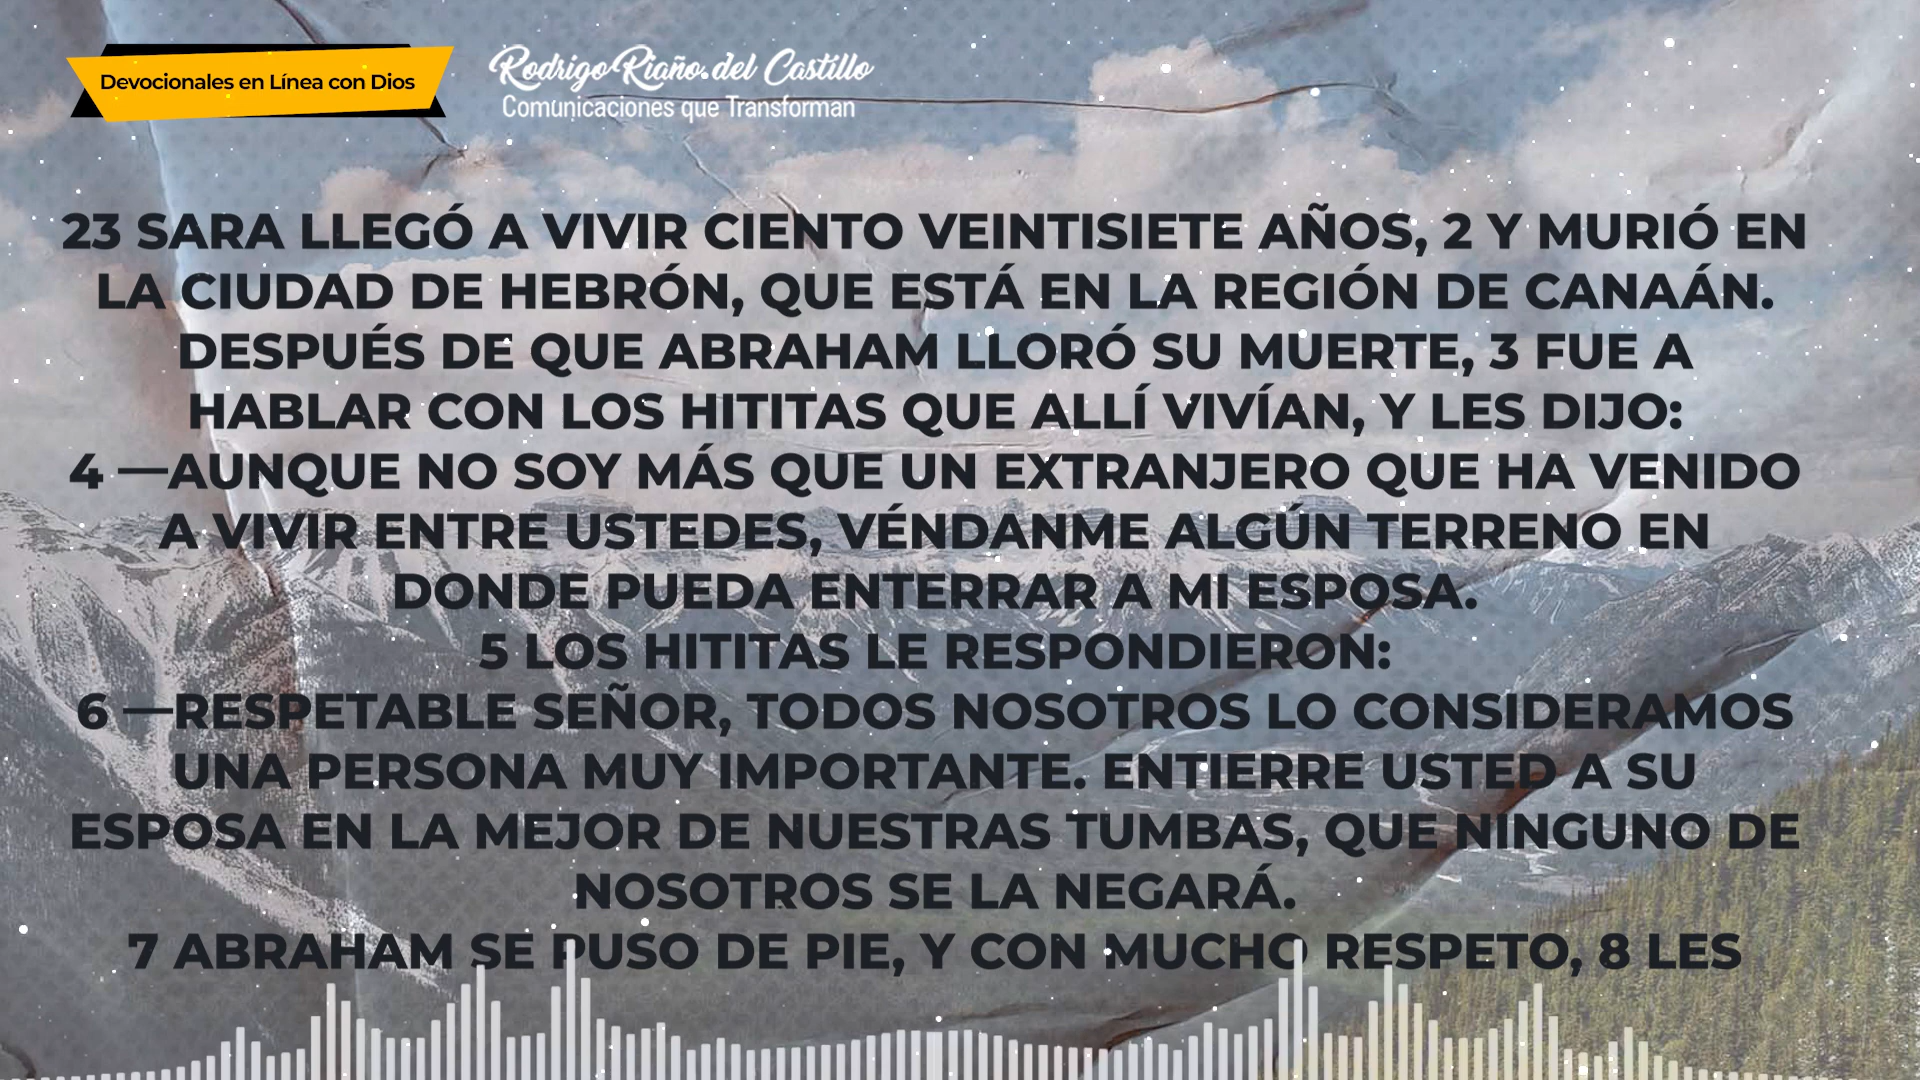 Devocionales en Línea con Dios
Rodrigo Riaño del Castillo
Comunicaciones que Transforman
23 SARA LLEGÓ A VIVIR CIENTO VEINTISIETE AÑOS, 2 Y MURIÓ EN
LA CIUDAD DE HEBRÓN, QUE ESTÁ EN LA REGIÓN DE CANAÁN.
DESPUÉS DE QUE ABRAHAM LLORÓ SU MUERTE, 3 FUE A
HABLAR CON LOS HITITAS QUE ALLÍ VIVÍAN, Y LES DIJO:
4 —AUNQUE NO SOY MÁS QUE UN EXTRANJERO QUE HA VENIDO
A VIVIR ENTRE USTEDES, VÉNDANME ALGÚN TERRENO EN
DONDE PUEDA ENTERRAR A MI ESPOSA.
5 LOS HITITAS LE RESPONDIERON:
6 —RESPETABLE SEÑOR, TODOS NOSOTROS LO CONSIDERAMOS
UNA PERSONA MUY IMPORTANTE. ENTIERRE USTED A SU
ESPOSA EN LA MEJOR DE NUESTRAS TUMBAS, QUE NINGUNO DE
NOSOTROS SE LA NEGARÁ.
7 ABRAHAM SE PUSO DE PIE, Y CON MUCHO RESPETO, 8 LES